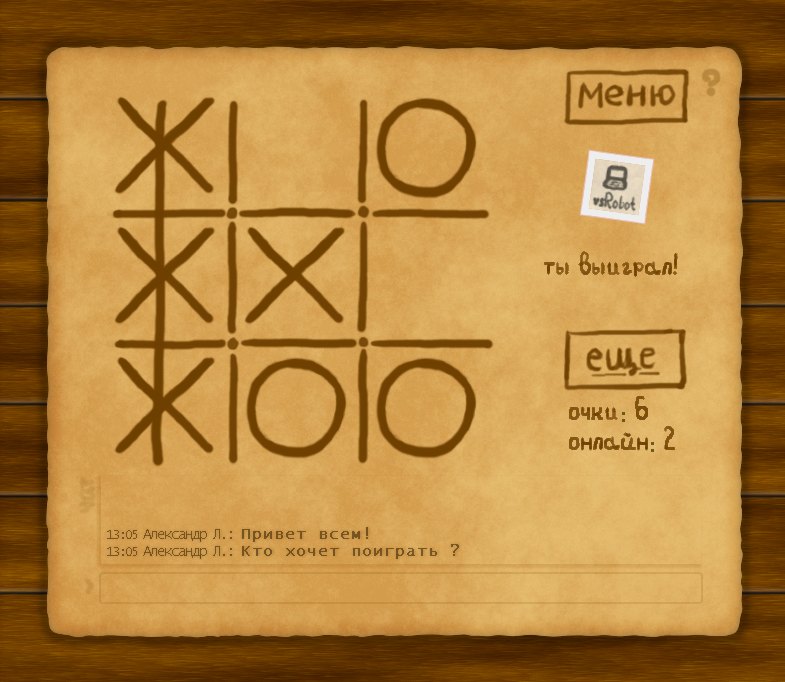 меню
?
vsRobot
ты выиграл!
еще
очки: 6
онлайн: 2
чат
13:05 Александр Л.: Привет всем!
13:05 Александр Л.: Кто хочет поиграть ?